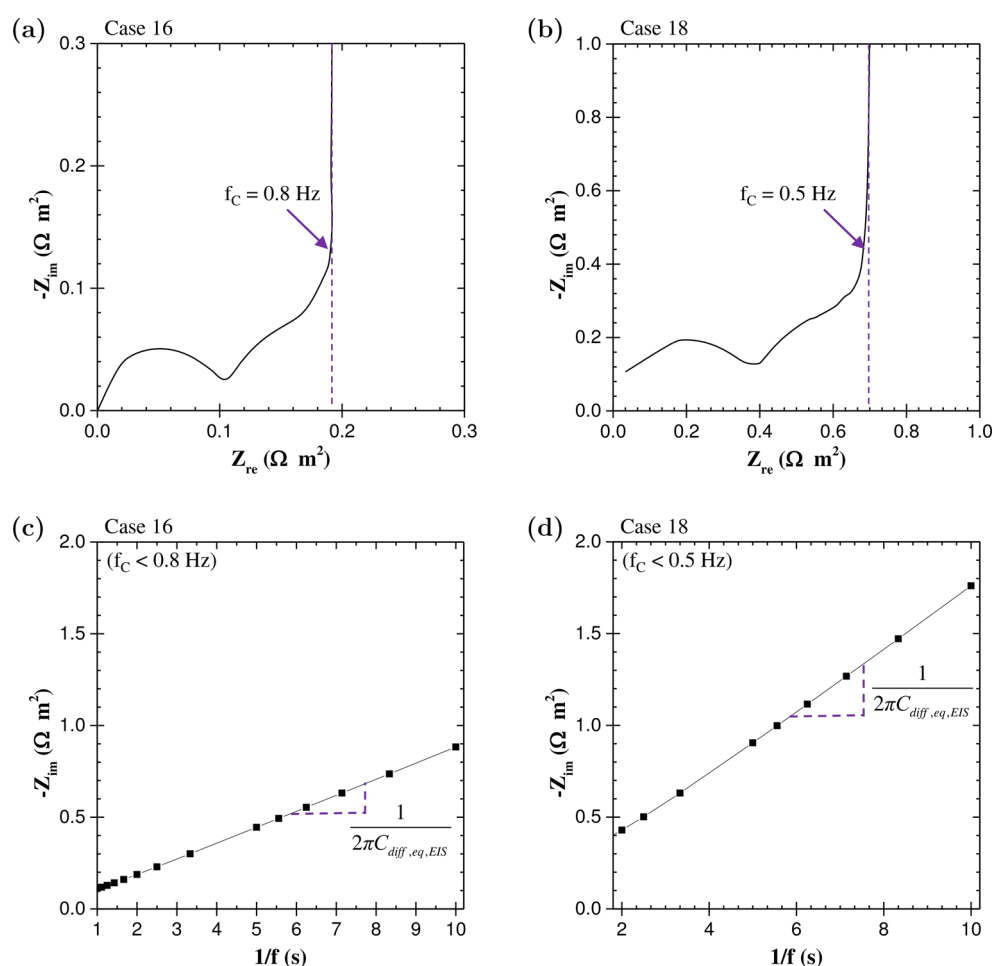 (a) Case 16
0.3
0.2
0.1
0.0
-Z_im (Ω m²)
f_C = 0.8 Hz
0.0 0.1 0.2 0.3
Z_re (Ω m²)
(b) Case 18
1.0
0.8
0.6
0.4
0.2
0.0
-Z_im (Ω m²)
f_C = 0.5 Hz
0.0 0.2 0.4 0.6 0.8 1.0
Z_re (Ω m²)
(c) Case 16
(f_C < 0.8 Hz)
2.0
1.5
1.0
0.5
0.0
-Z_im (Ω m²)
1
2πC_diff,eq,EIS
1 2 3 4 5 6 7 8 9 10
1/f (s)
(d) Case 18
(f_C < 0.5 Hz)
2.0
1.5
1.0
0.5
0.0
-Z_im (Ω m²)
1
2πC_diff,eq,EIS
2 4 6 8 10
1/f (s)